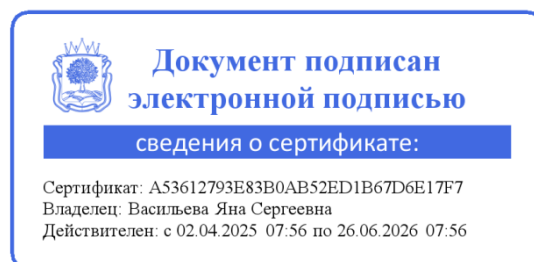 Документ подписан
электронной подписью
сведения о сертификате:
Сертификат: A53612793E83B0AB52ED1B67D6E17F7
Владелец: Васильева Яна Сергеевна
Действителен: с 02.04.2025 07:56 по 26.06.2026 07:56